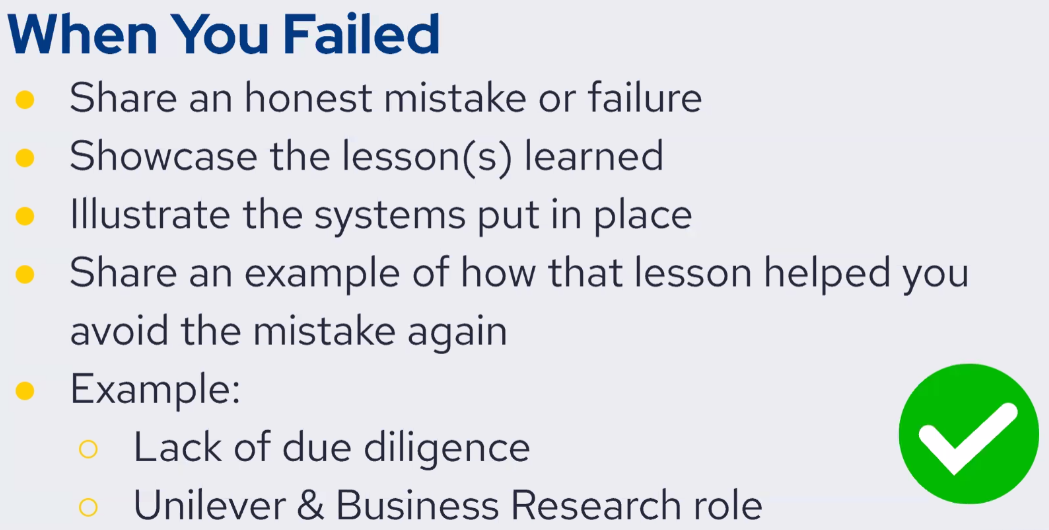 When You Failed
Share an honest mistake or failure
Showcase the lesson(s) learned
Illustrate the systems put in place
Share an example of how that lesson helped you
avoid the mistake again
Example:
Lack of due diligence
Unilever & Business Research role